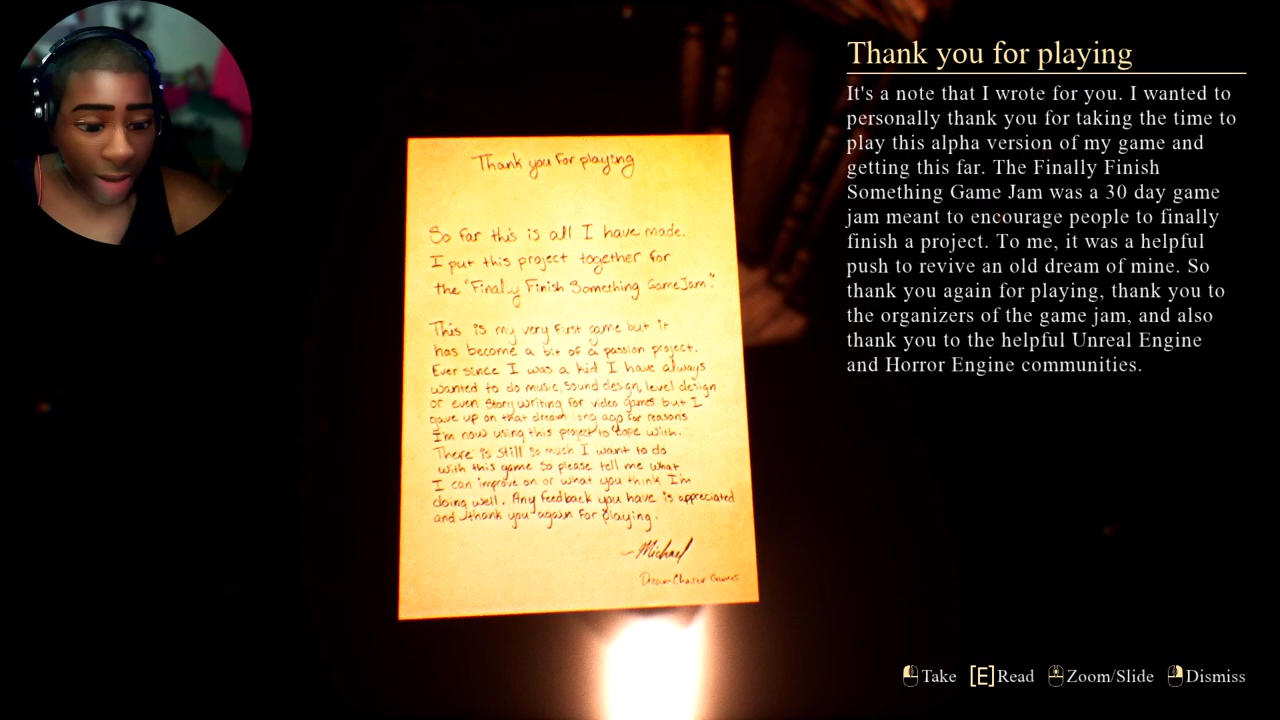 Thank you for playing
So far this is all I have made.
I put this project together for
the "Finally Finish Something GameJam".
This is my very first game but it
has become a bit of a passion project.
Ever since I was a kid I have always
wanted to do music, sound design, level design
or even story writing for video games but I
gave up on that dream long ago for reasons
I'm now using this project to cope with.
There is still so much I want to do
with this game so please tell me what
I can improve on or what you think I'm
doing well. Any feedback you have is appreciated
and thank you again for playing.
~Michael
DreamChaser Games
Thank you for playing
It's a note that I wrote for you. I wanted to
personally thank you for taking the time to
play this alpha version of my game and
getting this far. The Finally Finish
Something Game Jam was a 30 day game
jam meant to encourage people to finally
finish a project. To me, it was a helpful
push to revive an old dream of mine. So
thank you again for playing, thank you to
the organizers of the game jam, and also
thank you to the helpful Unreal Engine
and Horror Engine communities.
Take [E]Read Zoom/Slide Dismiss